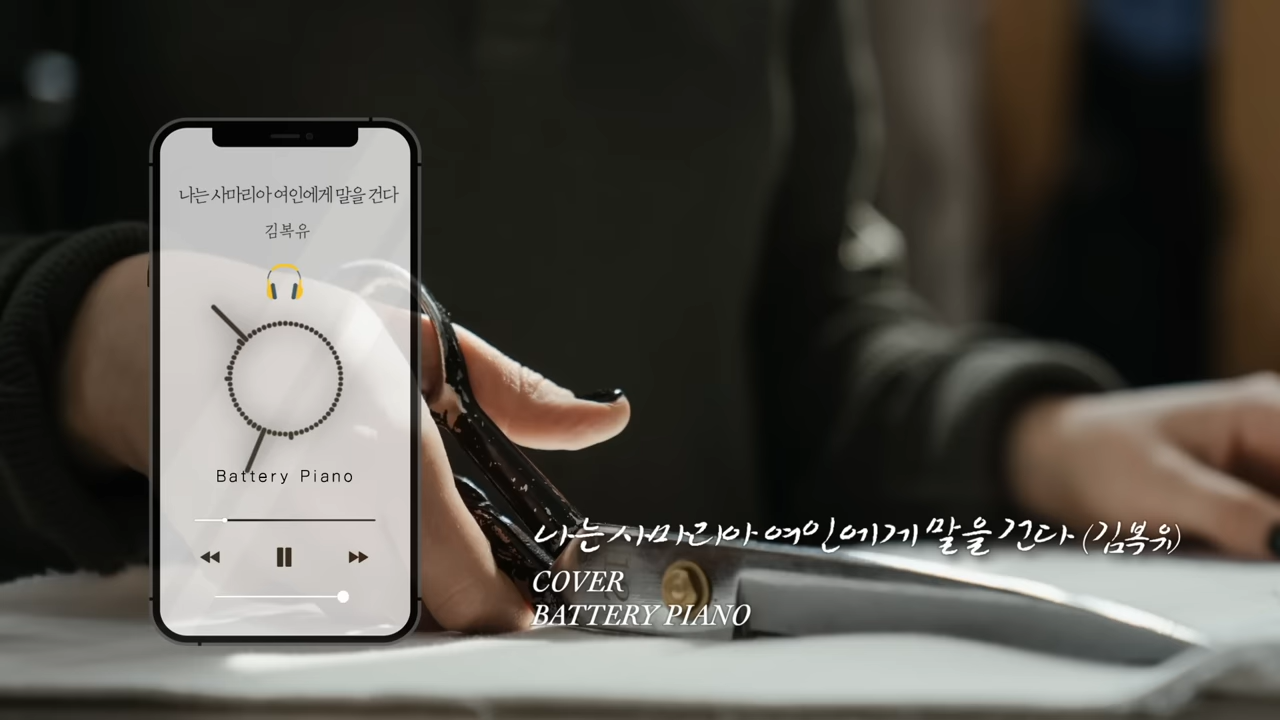 나는 사마리아 여인에게 말을 건다
김복유
Battery Piano
나는 사마리아 여인에게 말을 건다 (김복유)
COVER
BATTERY PIANO